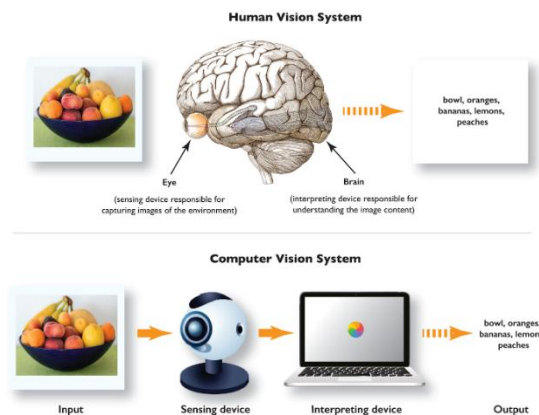 Human Vision System
bowl, oranges,
bananas, lemons,
peaches
Eye
(sensing device responsible for
capturing images of the environment)
Brain
(interpreting device responsible for
understanding the image content)
Computer Vision System
bowl, oranges,
bananas, lemons,
peaches
Input
Sensing device
Interpreting device
Output